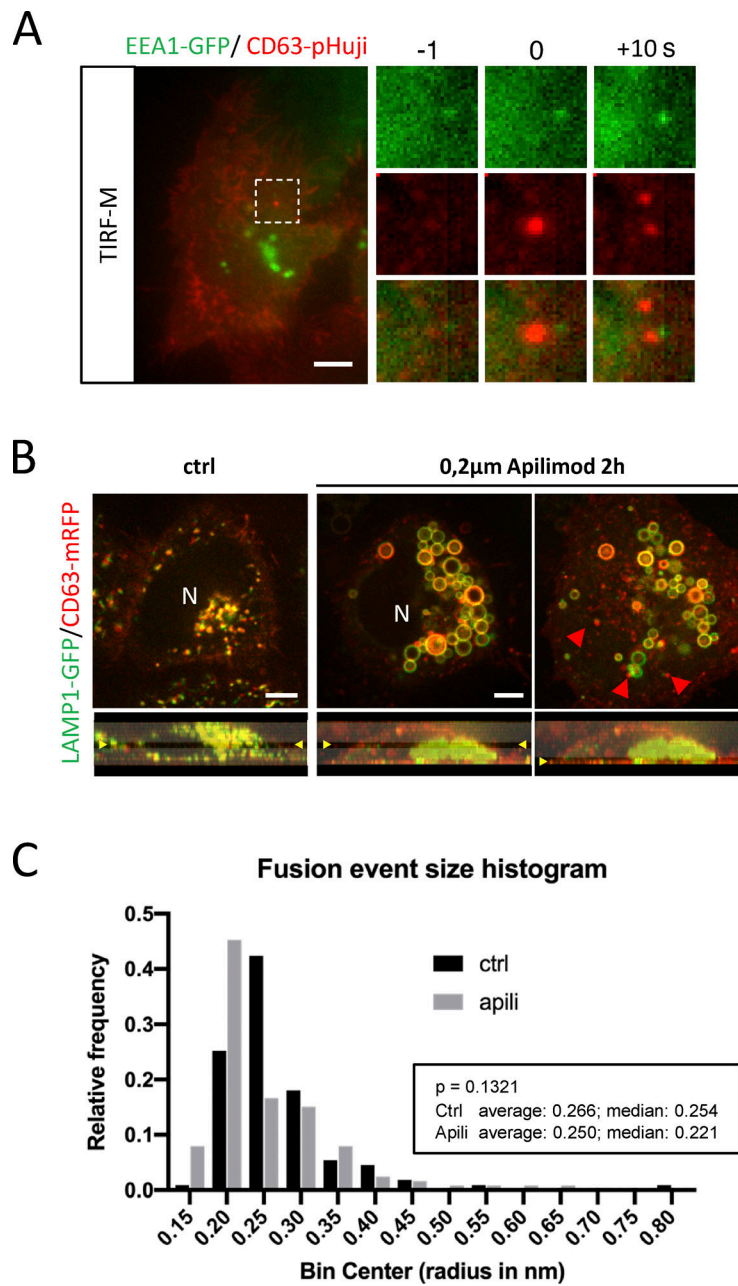 A
EEA1-GFP/ CD63-pHuji
-1 0 +10 s
TIRF-M
B
ctrl 0,2μm Apilimod 2h
LAMP1-GFP/CD63-mRFP
N N
C
Fusion event size histogram
Relative frequency
0.5
0.4
0.3
0.2
0.1
0.0
ctrl
apili
p = 0.1321
Ctrl average: 0.266; median: 0.254
Apili average: 0.250; median: 0.221
0.15 0.20 0.25 0.30 0.35 0.40 0.45 0.50 0.55 0.60 0.65 0.70 0.75 0.80
Bin Center (radius in nm)